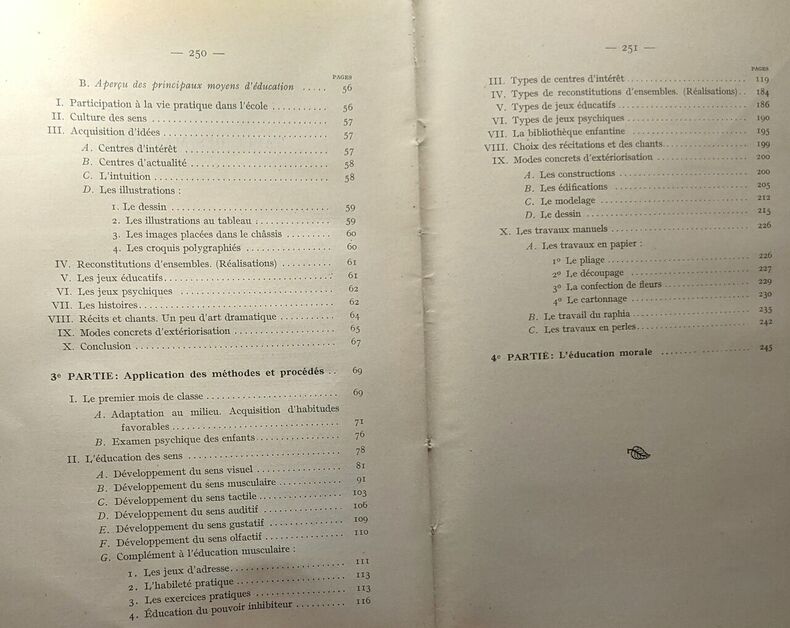 — 250 —
PAGES
B. Aperçu des principaux moyens d'éducation ..... 56
I. Participation à la vie pratique dans l'école ........... 56
II. Culture des sens ........... 57
III. Acquisition d'idées ........... 57
A. Centres d'intérêt ........... 57
B. Centres d'actualité ........... 58
C. L'intuition ........... 58
D. Les illustrations :
1. Le dessin ........... 59
2. Les illustrations au tableau : ........... 59
3. Les images placées dans le châssis ........... 60
4. Les croquis polygraphiés ........... 60
IV. Reconstitutions d'ensembles. (Réalisations) ........... 61
V. Les jeux éducatifs ........... 61
VI. Les jeux psychiques ........... 62
VII. Les histoires ........... 62
VIII. Récits et chants. Un peu d'art dramatique ........... 64
IX. Modes concrets d'extériorisation ........... 65
X. Conclusion ........... 67
3e PARTIE : Application des méthodes et procédés .. 69
I. Le premier mois de classe ........... 69
A. Adaptation au milieu. Acquisition d'habitudes
favorables ........... 71
B. Examen psychique des enfants ........... 76
II. L'éducation des sens ........... 78
A. Développement du sens visuel ........... 81
B. Développement du sens musculaire ........... 91
C. Développement du sens tactile ........... 103
D. Développement du sens auditif ........... 106
E. Développement du sens gustatif ........... 109
F. Développement du sens olfactif ........... 110
G. Complément à l'éducation musculaire :
1. Les jeux d'adresse ........... 111
2. L'habileté pratique ........... 113
3. Les exercices pratiques ........... 113
4. Éducation du pouvoir inhibiteur ........... 116
— 251 —
PAGES
III. Types de centres d'intérêt ........... 119
IV. Types de reconstitutions d'ensembles. (Réalisations) .. 184
V. Types de jeux éducatifs ........... 186
VI. Types de jeux psychiques ........... 190
VII. La bibliothèque enfantine ........... 195
VIII. Choix des récitations et des chants ........... 199
IX. Modes concrets d'extériorisation ........... 200
A. Les constructions ........... 200
B. Les édifications ........... 205
C. Le modelage ........... 212
D. Le dessin ........... 215
X. Les travaux manuels ........... 226
A. Les travaux en papier :
1o Le pliage ........... 226
2o Le découpage ........... 227
3o La confection de fleurs ........... 229
4o Le cartonnage ........... 230
B. Le travail du raphia ........... 235
C. Les travaux en perles ........... 242
4e PARTIE : L'éducation morale ........... 245